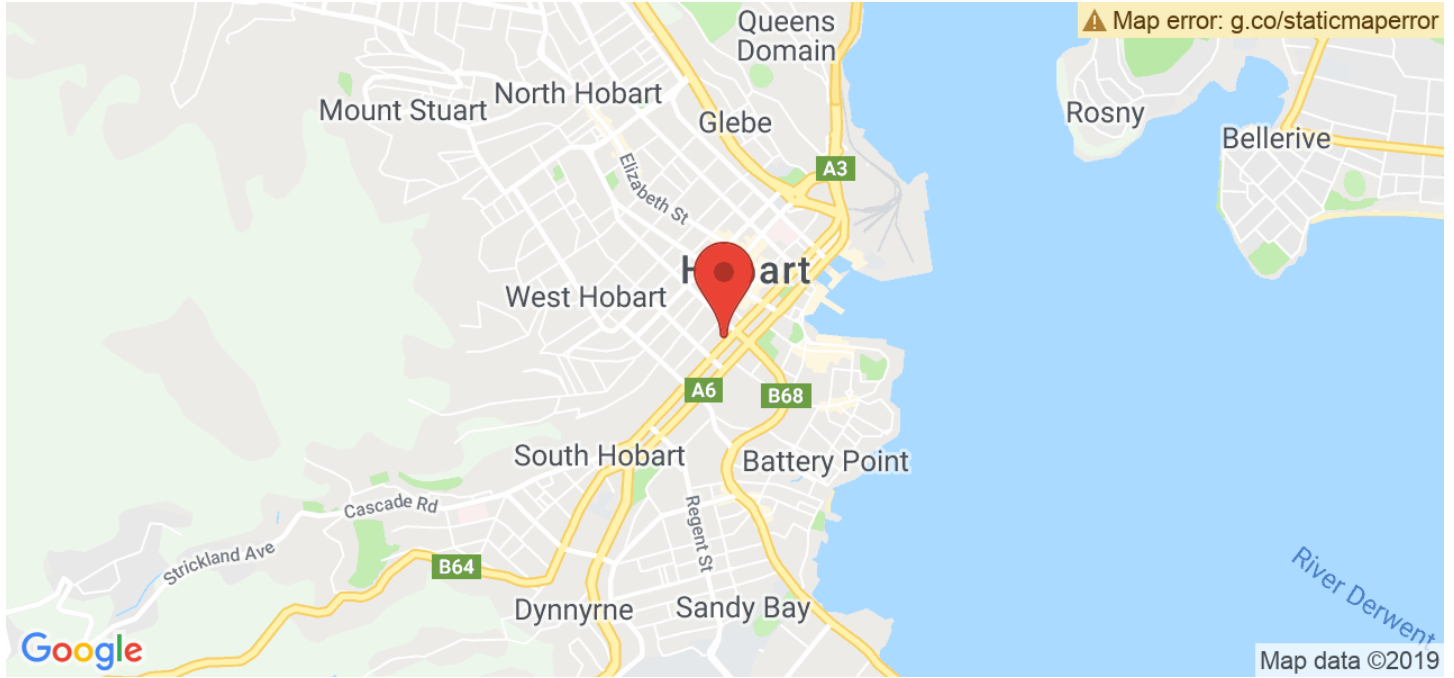 Map error: g.co/staticmaperror
Queens
Domain
North Hobart
Mount Stuart
Glebe
Rosny
Bellerive
A3
Elizabeth St
West Hobart
A6
B68
South Hobart
Battery Point
Cascade Rd
Regent St
Strickland Ave
B64
Dynnyrne
Sandy Bay
River Derwent
Google
Map data ©2019